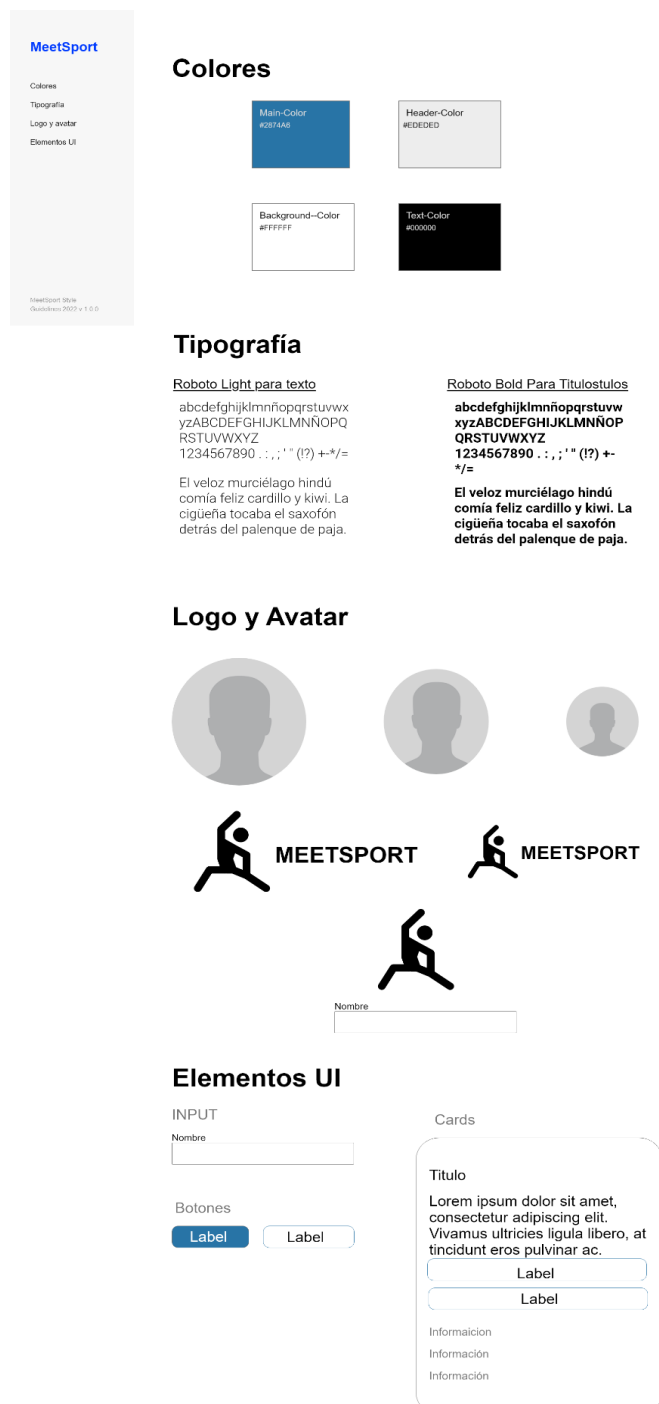 MeetSport
Colores
Tipografía
Logo y avatar
Elementos UI
MeetSport Style
Guidelines 2022 v 1.0.0
Colores
Main-Color
#2874A6
Header-Color
#EDEDED
Background--Color
#FFFFFF
Text-Color
#000000
Tipografía
Roboto Light para texto
abcdefghijklmnñopqrstuvwx
yzABCDEFGHIJKLMNÑOPQ
RSTUVWXYZ
1234567890 . : , ; ' " (!?) +-*/=
El veloz murciélago hindú
comía feliz cardillo y kiwi. La
cigüeña tocaba el saxofón
detrás del palenque de paja.
Roboto Bold Para Titulostulos
abcdefghijklmnñopqrstuvw
xyzABCDEFGHIJKLMNÑOP
QRSTUVWXYZ
1234567890 . : , ; ' " (!?) +-
*/=
El veloz murciélago hindú
comía feliz cardillo y kiwi. La
cigüeña tocaba el saxofón
detrás del palenque de paja.
Logo y Avatar
MEETSPORT
MEETSPORT
Nombre
Elementos UI
INPUT
Nombre
Botones
Label
Label
Cards
Titulo
Lorem ipsum dolor sit amet,
consectetur adipiscing elit.
Vivamus ultricies ligula libero, at
tincidunt eros pulvinar ac.
Label
Label
Informaicion
Información
Información